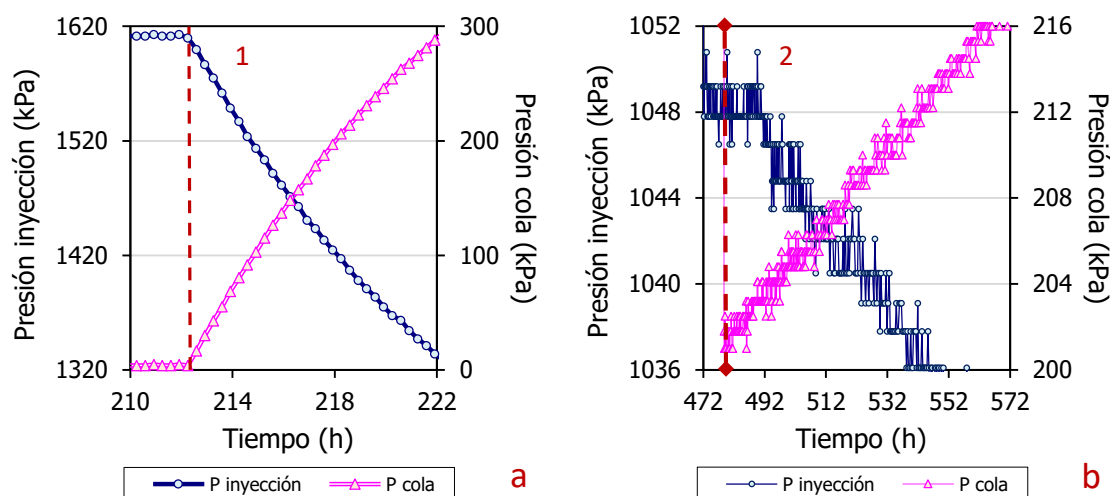 1620
1520
1420
1320
Presión inyección (kPa)
300
200
100
0
Presión cola (kPa)
1
210 214 218 222
Tiempo (h)
P inyección P cola
a
1052
1048
1044
1040
1036
Presión inyección (kPa)
216
212
208
204
200
Presión cola (kPa)
2
472 492 512 532 552 572
Tiempo (h)
P inyección P cola
b